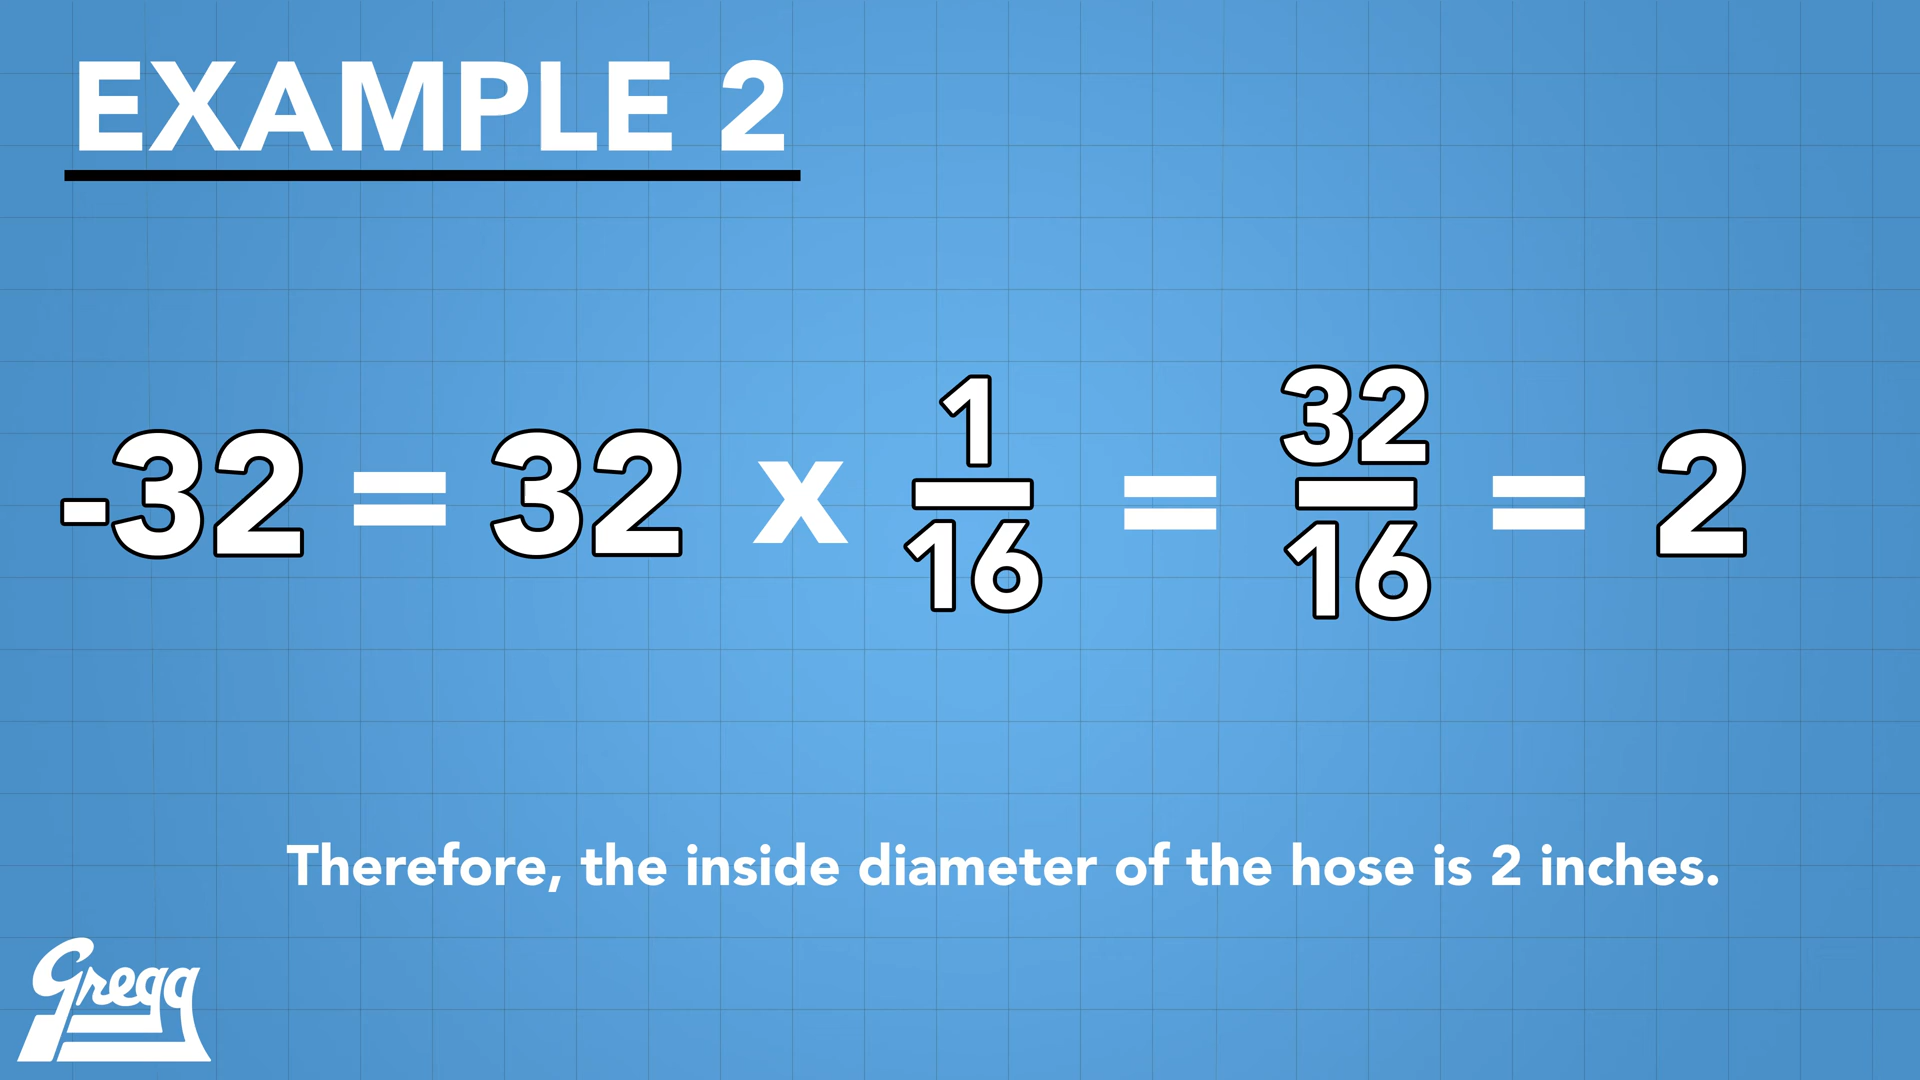 EXAMPLE 2
-32 = 32 x 1/16 = 32/16 = 2
Therefore, the inside diameter of the hose is 2 inches.
Gregg